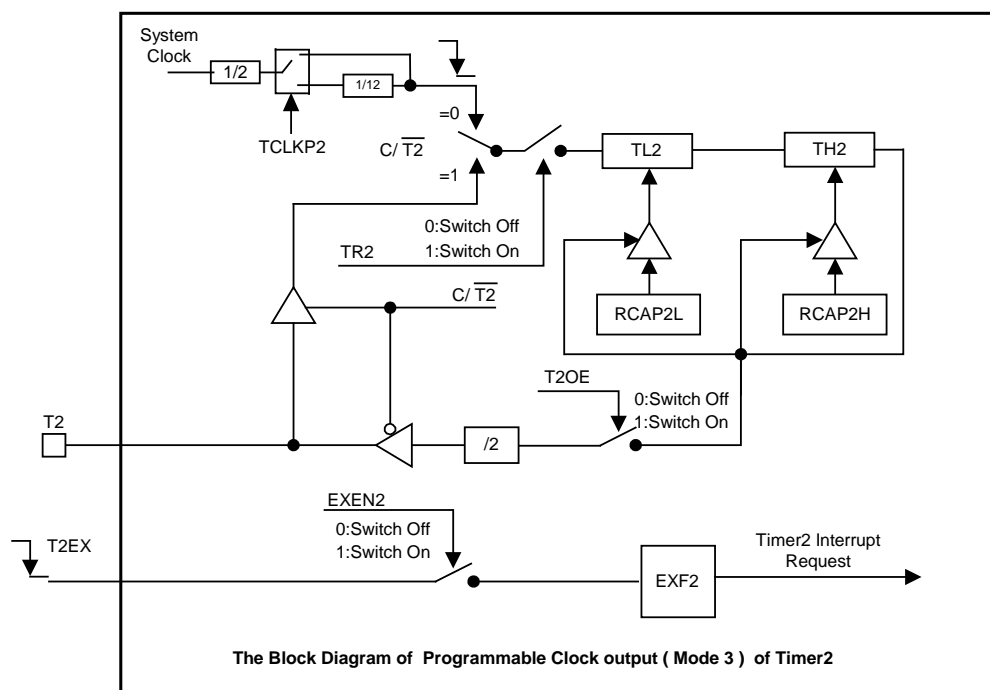 System
Clock
1/2
1/12
TCLKP2
=0
C/ T2
=1
TL2
TH2
0:Switch Off
TR2
1:Switch On
C/ T2
RCAP2L
RCAP2H
T2OE
0:Switch Off
1:Switch On
T2
/2
EXEN2
0:Switch Off
1:Switch On
T2EX
EXF2
Timer2 Interrupt
Request
The Block Diagram of Programmable Clock output ( Mode 3 ) of Timer2